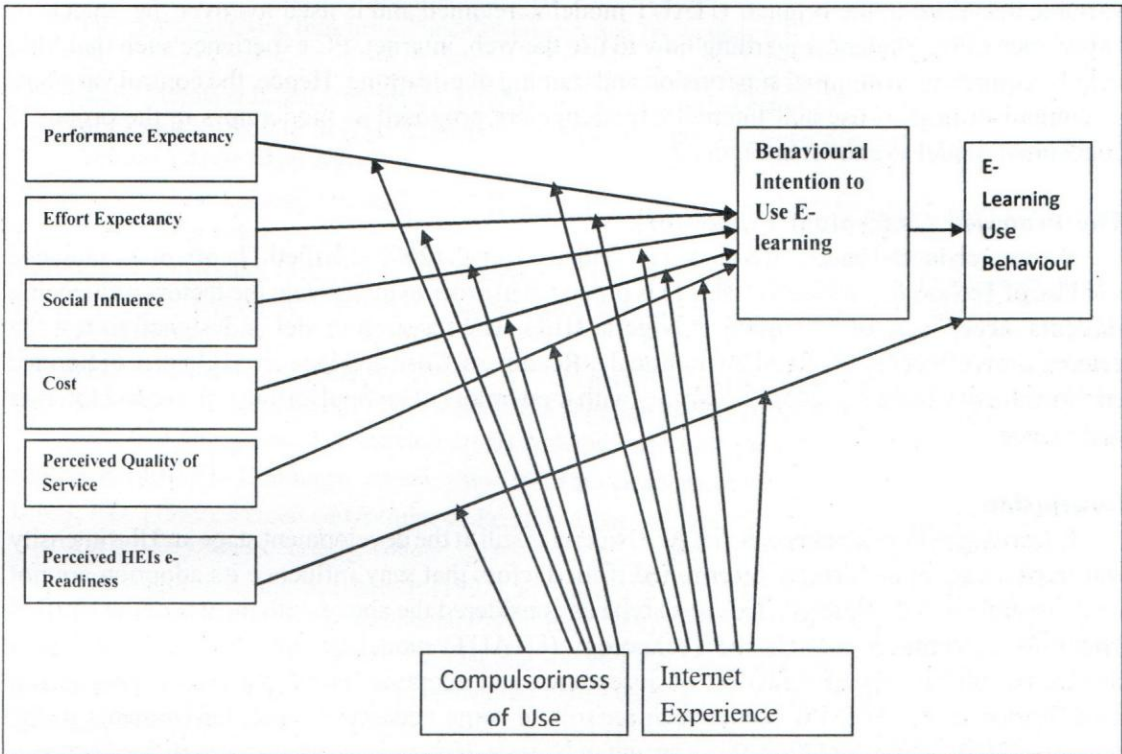 Performance Expectancy
Effort Expectancy
Social Influence
Cost
Perceived Quality of
Service
Perceived HEIs
Readiness
Behavioural
Intention to
Use E-
learning
E-
Learning
Use
Behaviour
Compulsoriness
of Use
Internet
Experience